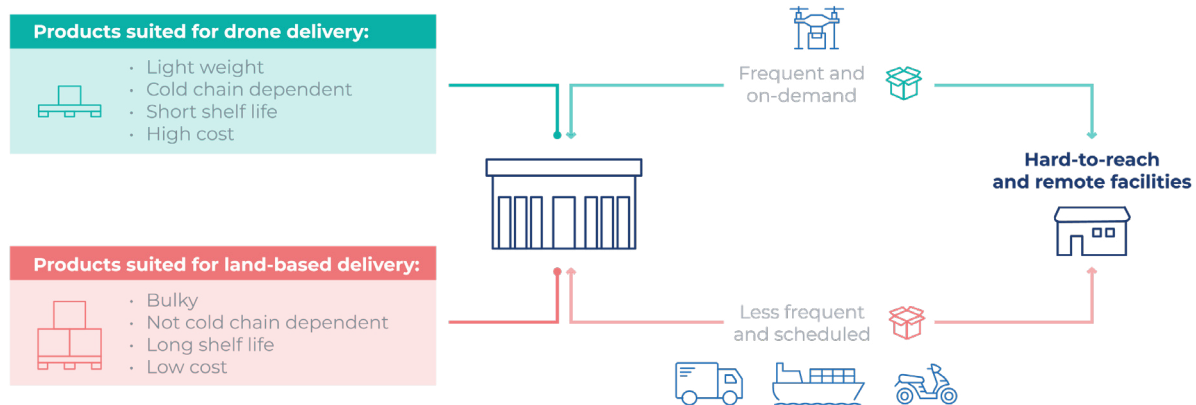 Products suited for drone delivery:
• Light weight
• Cold chain dependent
• Short shelf life
• High cost
Frequent and
on-demand
Hard-to-reach
and remote facilities
Products suited for land-based delivery:
• Bulky
• Not cold chain dependent
• Long shelf life
• Low cost
Less frequent
and scheduled